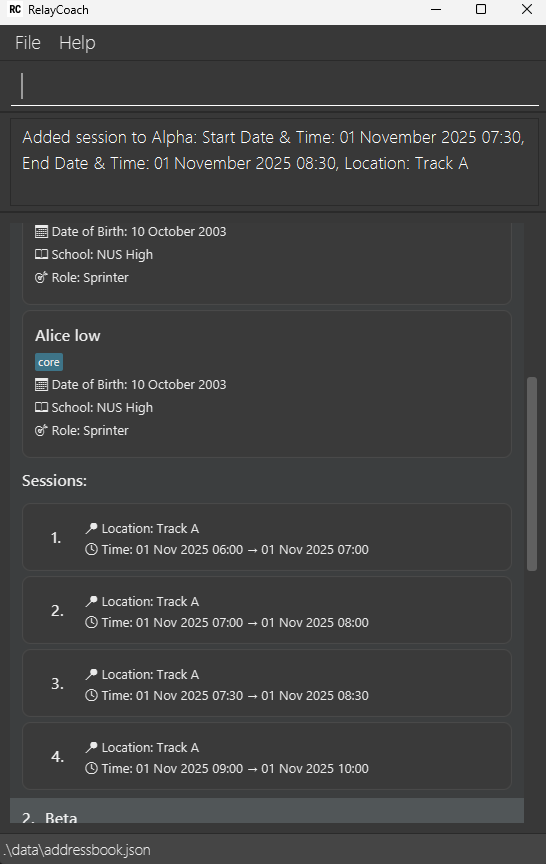 RC RelayCoach
File Help
Added session to Alpha: Start Date & Time: 01 November 2025 07:30,
End Date & Time: 01 November 2025 08:30, Location: Track A
Date of Birth: 10 October 2003
School: NUS High
Role: Sprinter
Alice low
core
Date of Birth: 10 October 2003
School: NUS High
Role: Sprinter
Sessions:
1. Location: Track A
Time: 01 Nov 2025 06:00 → 01 Nov 2025 07:00
2. Location: Track A
Time: 01 Nov 2025 07:00 → 01 Nov 2025 08:00
3. Location: Track A
Time: 01 Nov 2025 07:30 → 01 Nov 2025 08:30
4. Location: Track A
Time: 01 Nov 2025 09:00 → 01 Nov 2025 10:00
2. Beta
.\data\addressbook.json